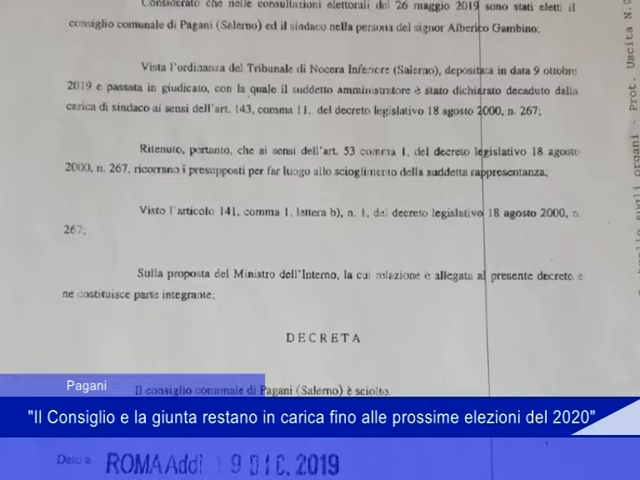 Considerato che nelle consultazioni elettorali del 26 maggio 2019 sono stati eletti il
consiglio comunale di Pagani (Salerno) ed il sindaco nella persona del signor Alberico Gambino;
Vista l'ordinanza del Tribunale di Nocera Inferiore (Salerno), depositata in data 9 ottobre
2019 e passata in giudicato, con la quale il suddetto amministratore è stato dichiarato decaduto dalla
carica di sindaco ai sensi dell'art. 143, comma 11, del decreto legislativo 18 agosto 2000, n. 267;
Ritenuto, pertanto, che ai sensi dell'art. 53 comma 1, del decreto legislativo 18 agosto
2000, n. 267, ricorrano i presupposti per far luogo allo scioglimento della suddetta rappresentanza;
Visto l'articolo 141, comma 1, lettera b), n. 1, del decreto legislativo 18 agosto 2000, n.
267;
Sulla proposta del Ministro dell'Interno, la cui relazione è allegata al presente decreto e
ne costituisce parte integrante;
DECRETA
Il consiglio comunale di Pagani (Salerno) è sciolto.
Pagani
"Il Consiglio e la giunta restano in carica fino alle prossime elezioni del 2020"
Dato a ROMA Addì 19 DIC. 2019
organi - Prot. Uscita N.